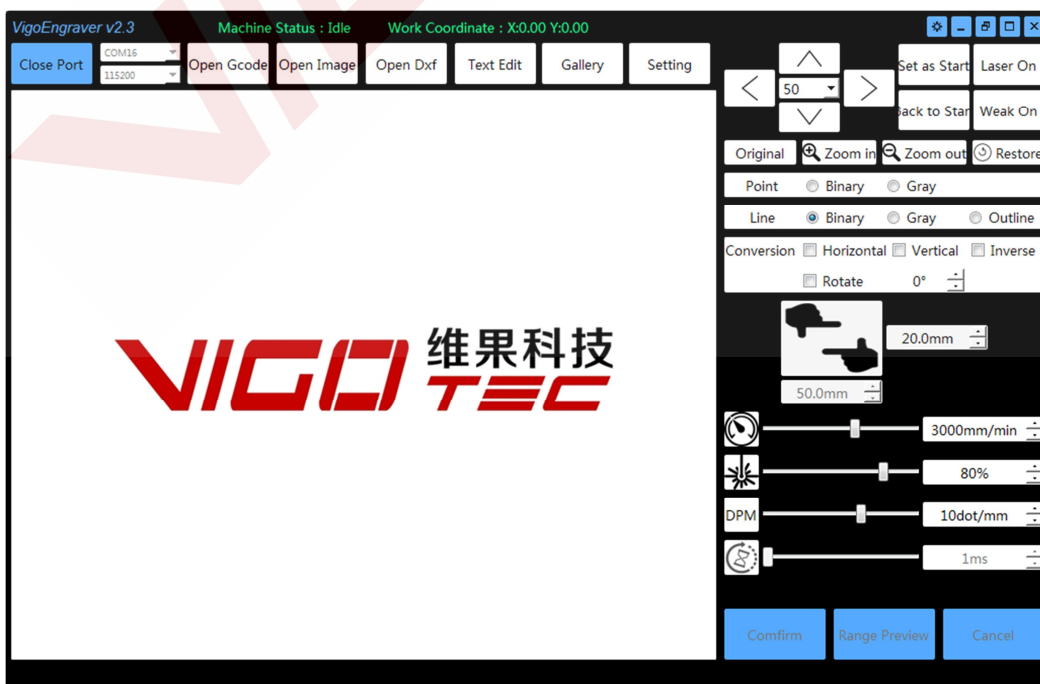 VigoEngraver v2.3 Machine Status : Idle Work Coordinate : X:0.00 Y:0.00
Close Port COM16 Open Gcode Open Image Open Dxf Text Edit Gallery Setting Set as Start Laser On
115200 50
Back to Star Weak On
Original Zoom in Zoom out Restore
Point Binary Gray
Line Binary Gray Outline
Conversion Horizontal Vertical Inverse
Rotate 0°
20.0mm
VIGO 维果科技
TEC
50.0mm
3000mm/min
80%
DPM 10dot/mm
1ms
Comfirm Range Preview Cancel